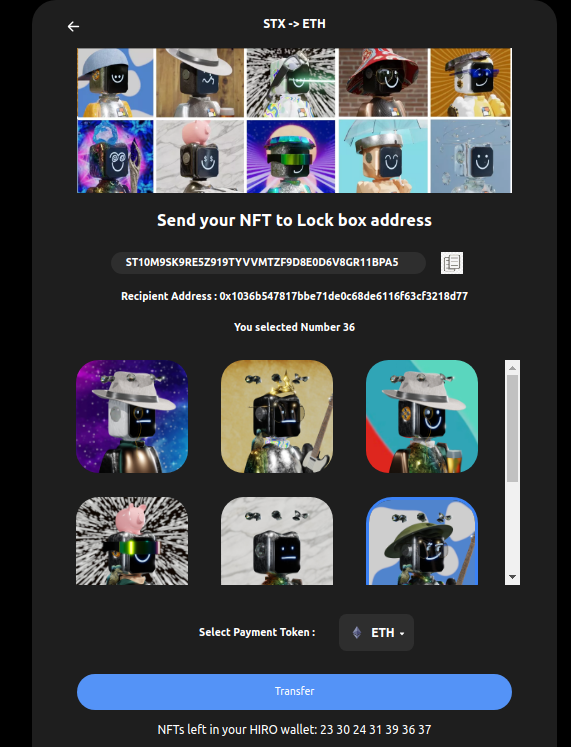 STX -> ETH
Send your NFT to Lock box address
ST10M9SK9RE5Z919TYVVMTZF9D8E0D6V8GR11BPA5
Recipient Address : 0x1036b547817bbe71de0c68de6116f63cf3218d77
You selected Number 36
Select Payment Token :
ETH
Transfer
NFTs left in your HIRO wallet: 23 30 24 31 39 36 37